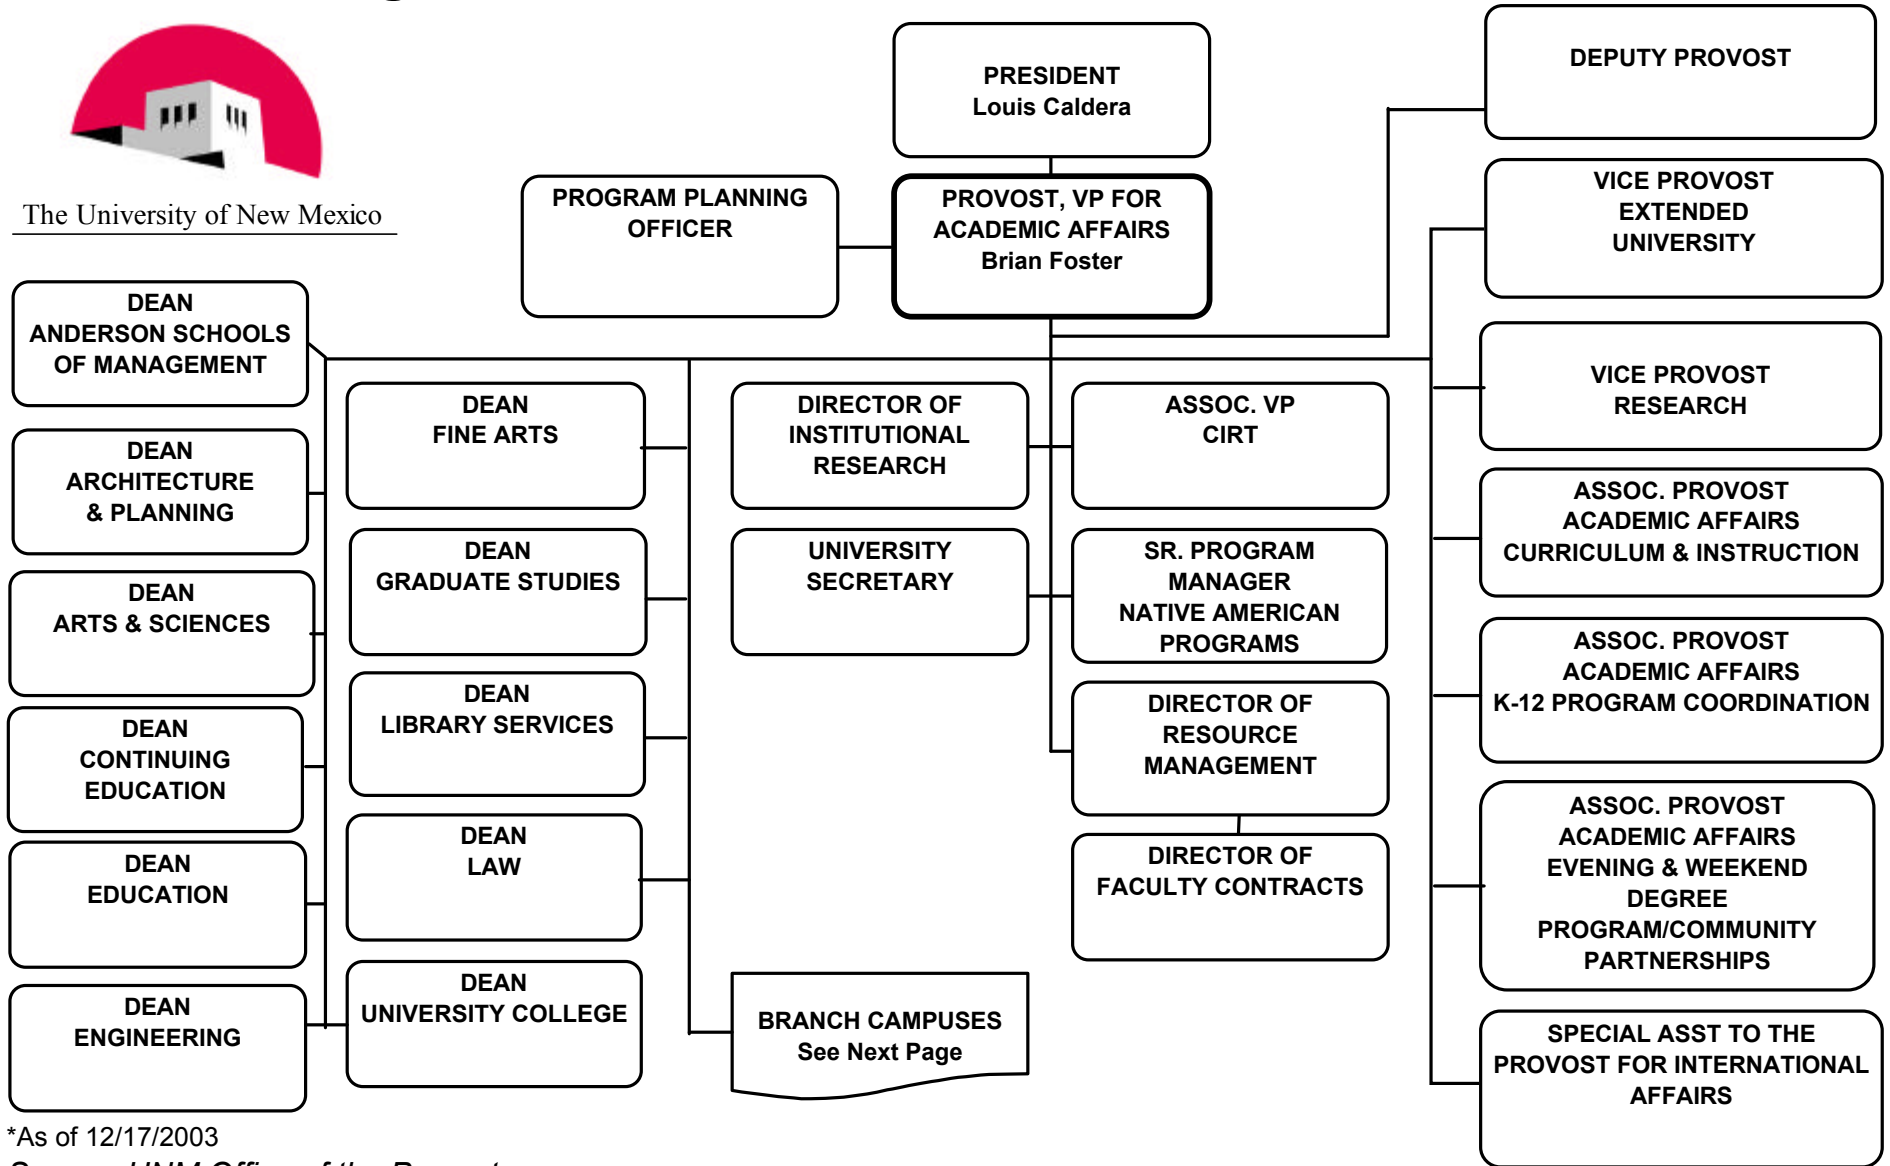 PRESIDENT
Louis Caldera
DEPUTY PROVOST
The University of New Mexico
PROGRAM PLANNING
OFFICER
PROVOST, VP FOR
ACADEMIC AFFAIRS
Brian Foster
VICE PROVOST
EXTENDED
UNIVERSITY
DEAN
ANDERSON SCHOOLS
OF MANAGEMENT
DEAN
ARCHITECTURE
& PLANNING
DEAN
ARTS & SCIENCES
DEAN
CONTINUING
EDUCATION
DEAN
EDUCATION
DEAN
ENGINEERING
DEAN
FINE ARTS
DEAN
GRADUATE STUDIES
DEAN
LIBRARY SERVICES
DEAN
LAW
DEAN
UNIVERSITY COLLEGE
DIRECTOR OF
INSTITUTIONAL
RESEARCH
UNIVERSITY
SECRETARY
BRANCH CAMPUSES
See Next Page
ASSOC. VP
CIRT
SR. PROGRAM
MANAGER
NATIVE AMERICAN
PROGRAMS
DIRECTOR OF
RESOURCE
MANAGEMENT
DIRECTOR OF
FACULTY CONTRACTS
VICE PROVOST
RESEARCH
ASSOC. PROVOST
ACADEMIC AFFAIRS
CURRICULUM & INSTRUCTION
ASSOC. PROVOST
ACADEMIC AFFAIRS
K-12 PROGRAM COORDINATION
ASSOC. PROVOST
ACADEMIC AFFAIRS
EVENING & WEEKEND
DEGREE
PROGRAM/COMMUNITY
PARTNERSHIPS
SPECIAL ASST TO THE
PROVOST FOR INTERNATIONAL
AFFAIRS
*As of 12/17/2003